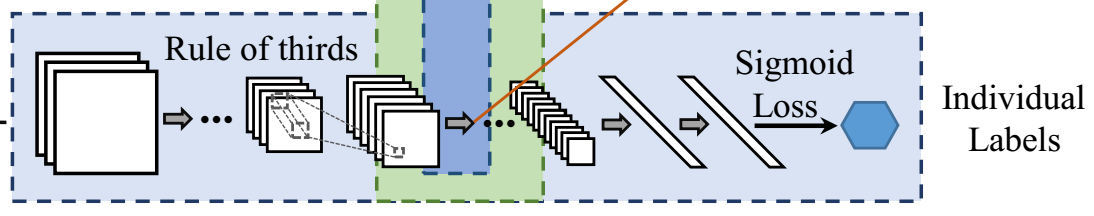 Rule of thirds
Sigmoid
Loss
Individual
Labels